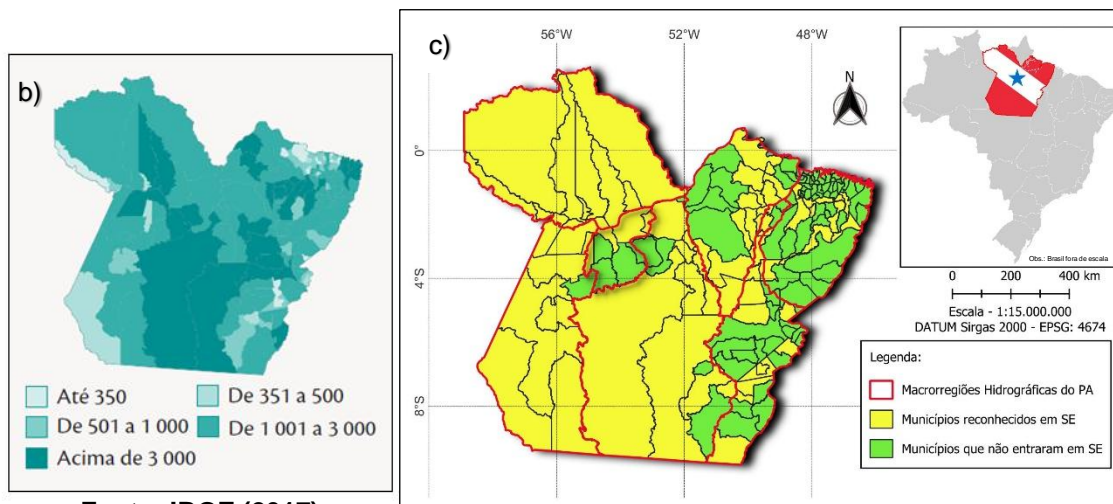 b)
Até 350
De 351 a 500
De 501 a 1 000
De 1 001 a 3 000
Acima de 3 000
c)
56°W
52°W
48°W
0°
4°S
8°S
N
Obs.: Brasil fora de escala
0 200 400 km
Escala - 1:15.000.000
DATUM Sirgas 2000 - EPSG: 4674
Legenda:
Macrorregiões Hidrográficas do PA
Municípios reconhecidos em SE
Municípios que não entraram em SE